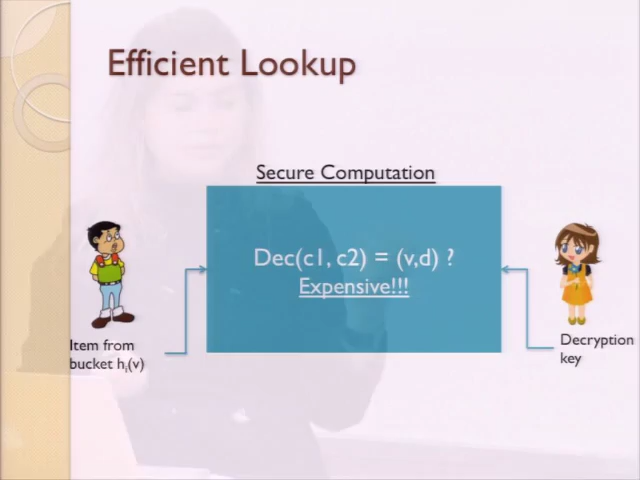 Efficient Lookup
Secure Computation
Dec(c1, c2) = (v,d) ?
Expensive!!!
Item from
bucket hᵢ(v)
Decryption
key